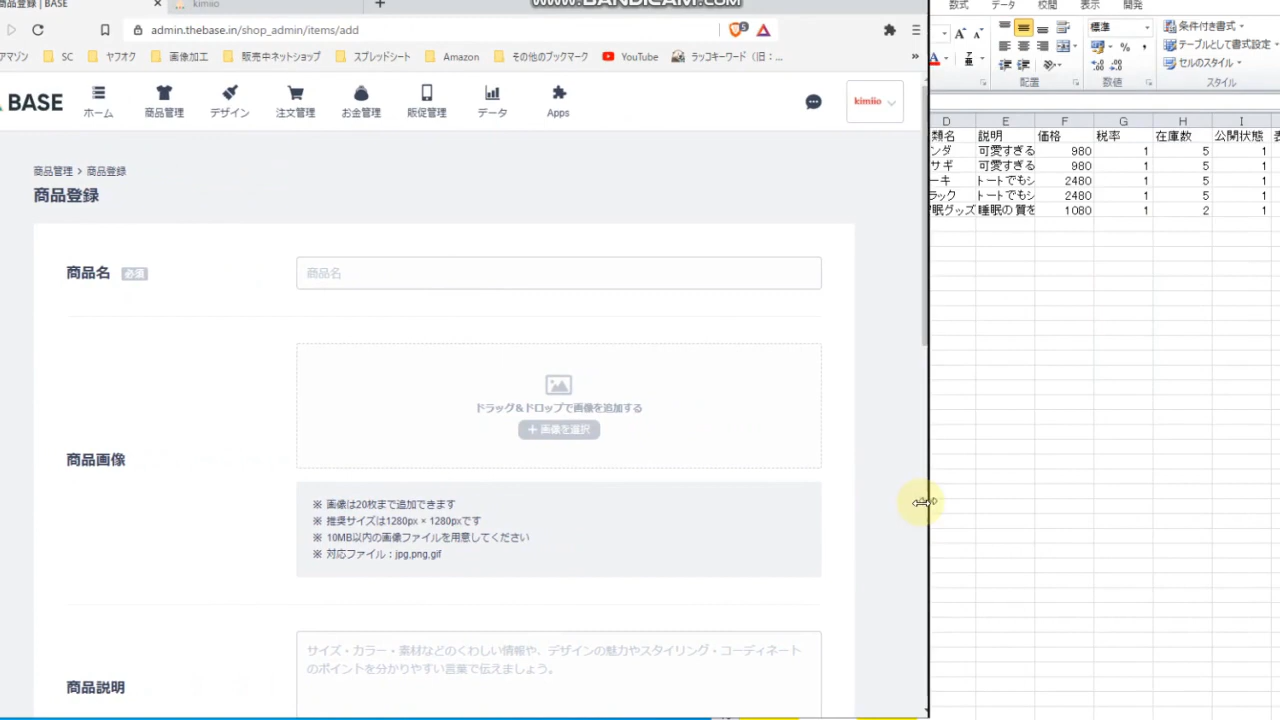 商品登録 | BASE
kimiio
www.BANDICAM.com
admin.thebase.in/shop_admin/items/add
アマゾン SC ヤフオク 画像加工 販売中ネットショップ スプレッドシート Amazon その他のブックマーク YouTube ラッコキーワード (旧：...
BASE ホーム 商品管理 デザイン 注文管理 お金管理 販促管理 データ Apps kimiio
商品管理 > 商品登録
商品登録
商品名 必須 商品名
ドラッグ&ドロップで画像を追加する
+ 画像を選択
商品画像
※ 画像は20枚まで追加できます
※ 推奨サイズは1280px × 1280pxです
※ 10MB以内の画像ファイルを用意してください
※ 対応ファイル：jpg,png,gif
サイズ・カラー・素材などのくわしい情報や、デザインの魅力やスタイリング・コーディネート
のポイントを分かりやすい言葉で伝えましょう。
商品説明
数式 データ 校閲 表示 開発
標準 条件付き書式
テーブルとして書式設定
セルのスタイル
配置 数値 スタイル
D E F G H I
類名 説明 価格 税率 在庫数 公開状態
ンダ 可愛すぎる 980 1 5 1
サギ 可愛すぎる 980 1 5 1
ーキ トートでもシ 2480 1 5 1
ラック トートでもシ 2480 1 5 1
眠グッズ 睡眠の質を 1080 1 2 1